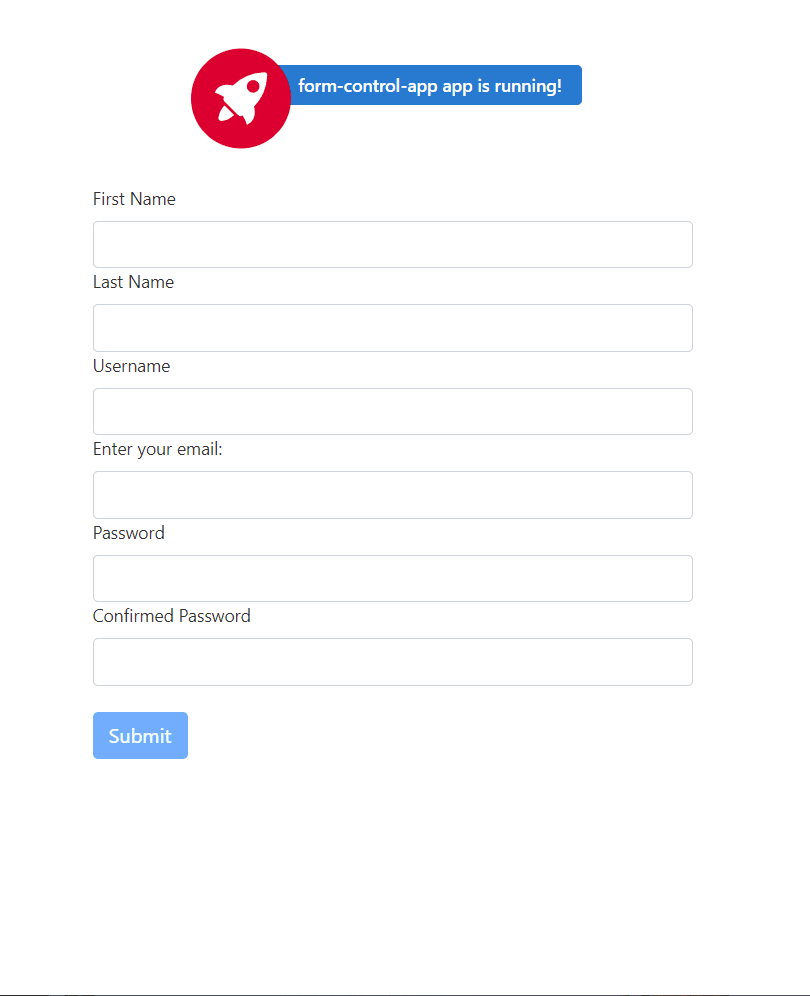 form-control-app app is running!
First Name
Last Name
Username
Enter your email:
Password
Confirmed Password
Submit